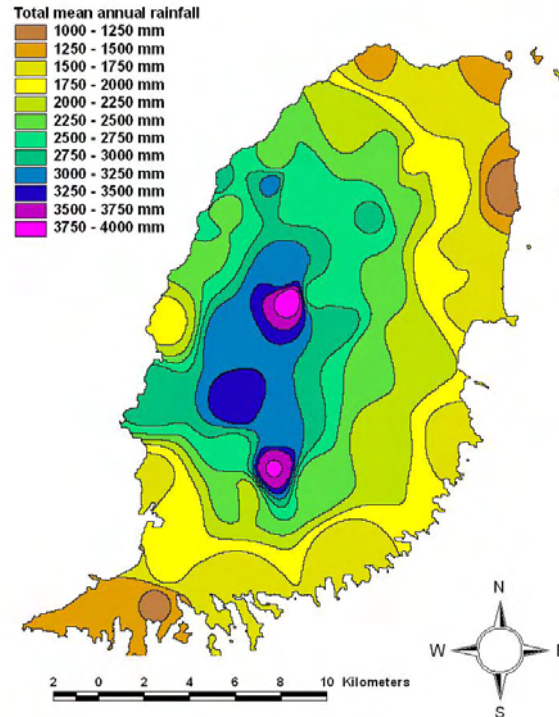 Total mean annual rainfall
1000 - 1250 mm
1250 - 1500 mm
1500 - 1750 mm
1750 - 2000 mm
2000 - 2250 mm
2250 - 2500 mm
2500 - 2750 mm
2750 - 3000 mm
3000 - 3250 mm
3250 - 3500 mm
3500 - 3750 mm
3750 - 4000 mm
N
W E
S
2 0 2 4 6 8 10 Kilometers